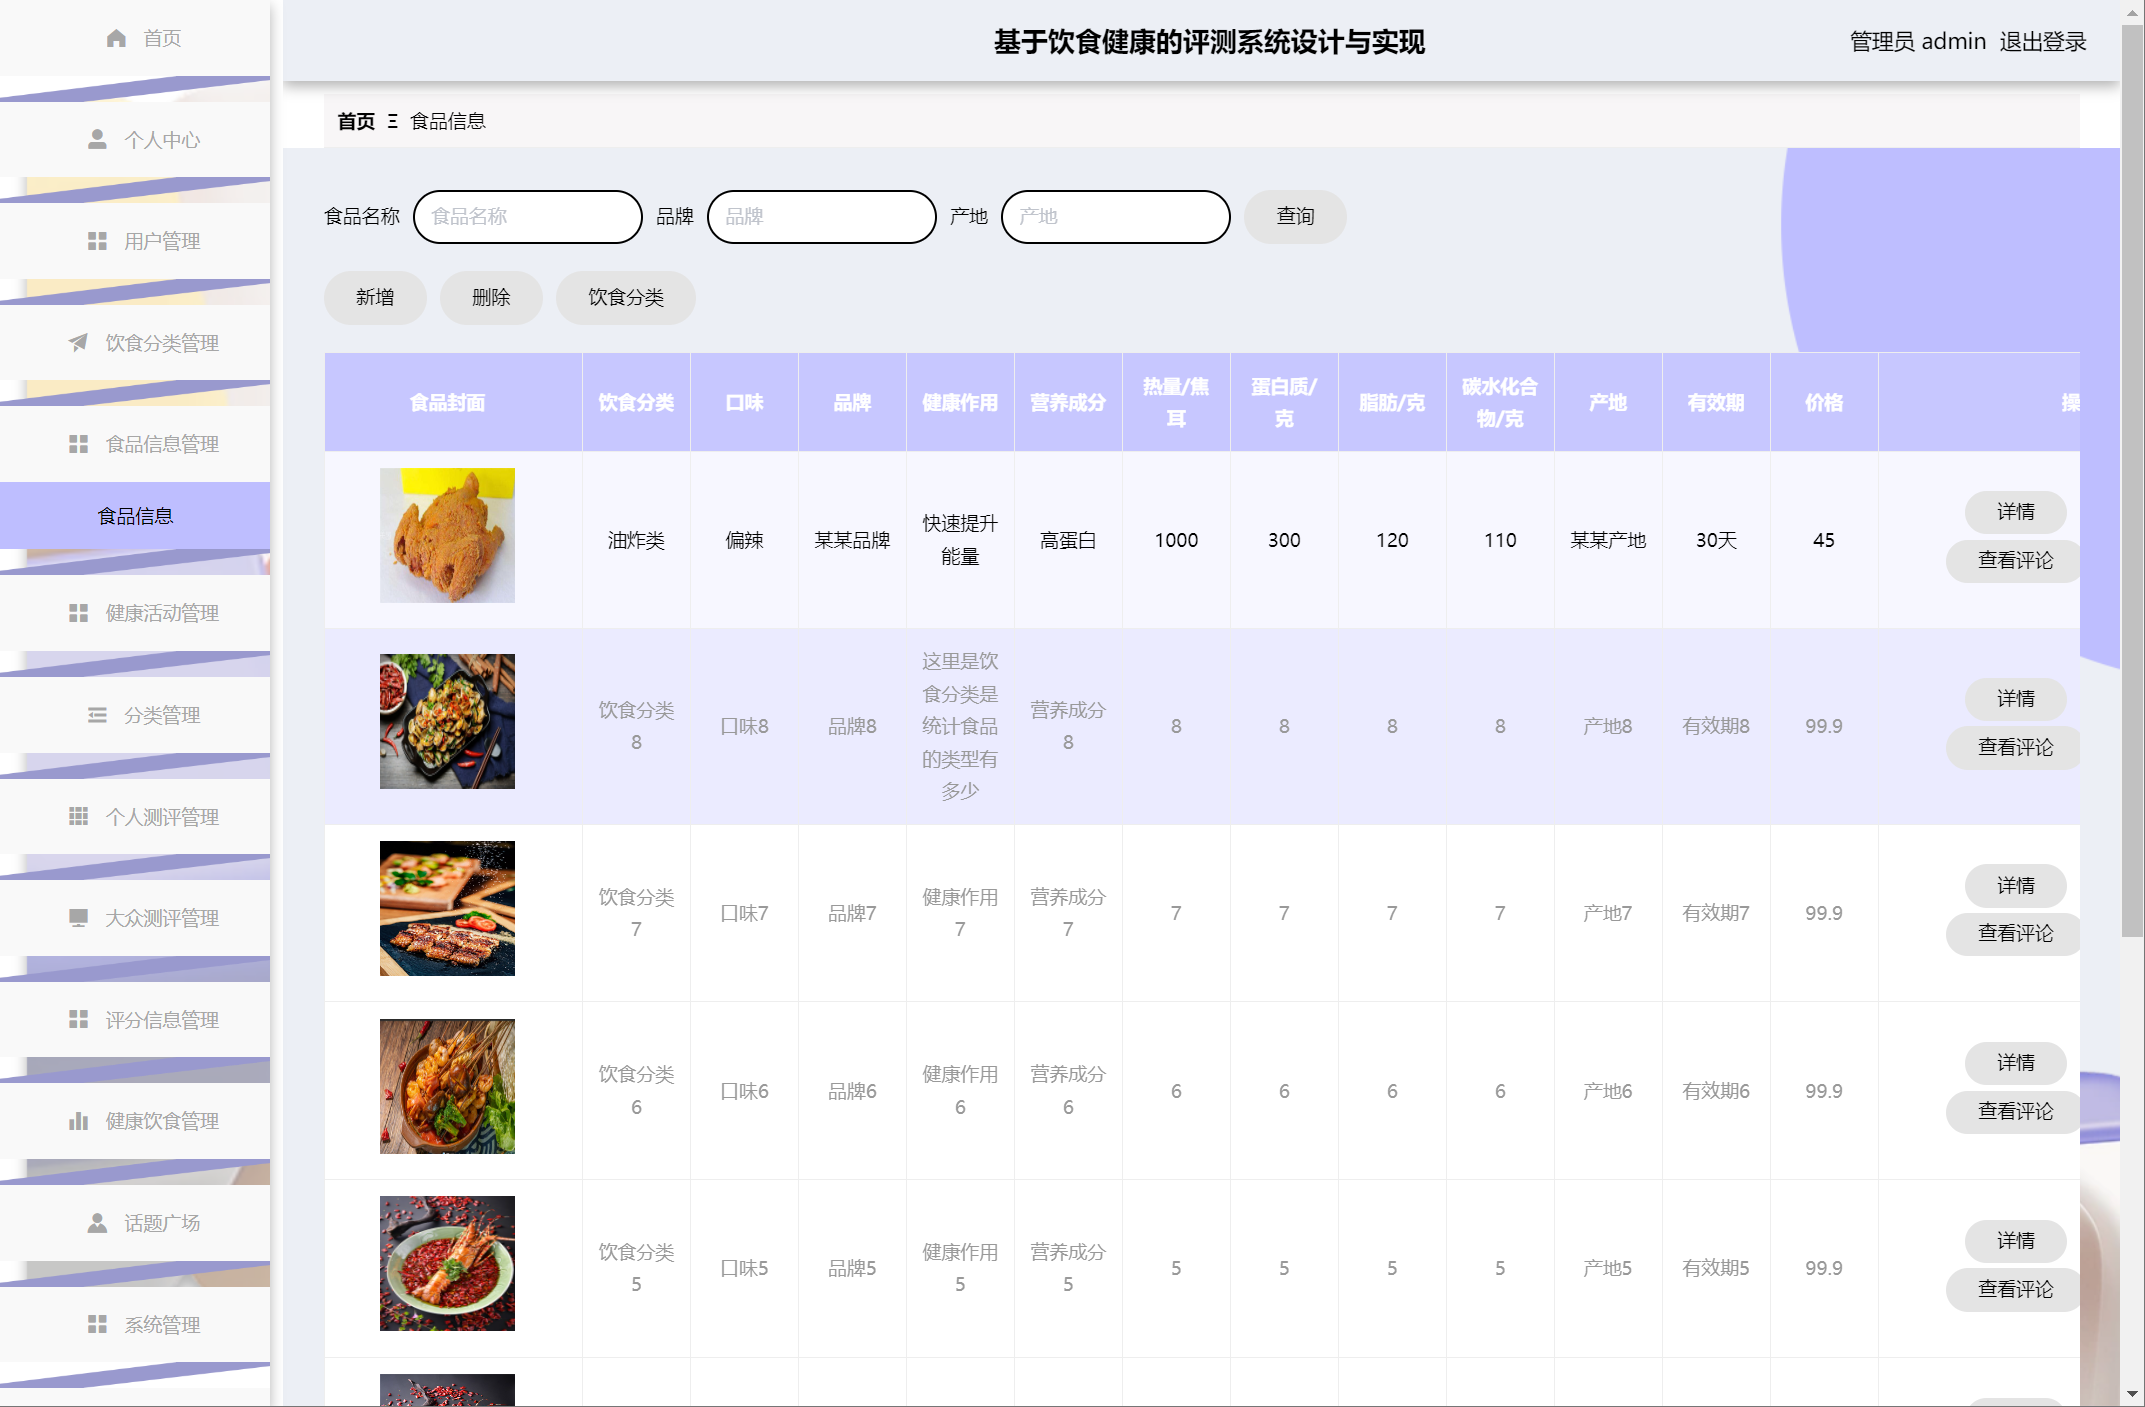 基于饮食健康的评测系统设计与实现
管理员 admin 退出登录
首页
个人中心
用户管理
饮食分类管理
食品信息管理
食品信息
健康活动管理
分类管理
个人测评管理
大众测评管理
评分信息管理
健康饮食管理
话题广场
系统管理
首页 Ξ 食品信息
食品名称 食品名称 品牌 品牌 产地 产地 查询
新增 删除 饮食分类
食品封面 饮食分类 口味 品牌 健康作用 营养成分 热量/焦耳 蛋白质/克 脂肪/克 碳水化合物/克 产地 有效期 价格 操
油炸类 偏辣 某某品牌 快速提升能量 高蛋白 1000 300 120 110 某某产地 30天 45 详情 查看评论
饮食分类8 口味8 品牌8 这里是饮食分类是统计食品的类型有多少 营养成分8 8 8 8 8 产地8 有效期8 99.9 详情 查看评论
饮食分类7 口味7 品牌7 健康作用7 营养成分7 7 7 7 7 产地7 有效期7 99.9 详情 查看评论
饮食分类6 口味6 品牌6 健康作用6 营养成分6 6 6 6 6 产地6 有效期6 99.9 详情 查看评论
饮食分类5 口味5 品牌5 健康作用5 营养成分5 5 5 5 5 产地5 有效期5 99.9 详情 查看评论